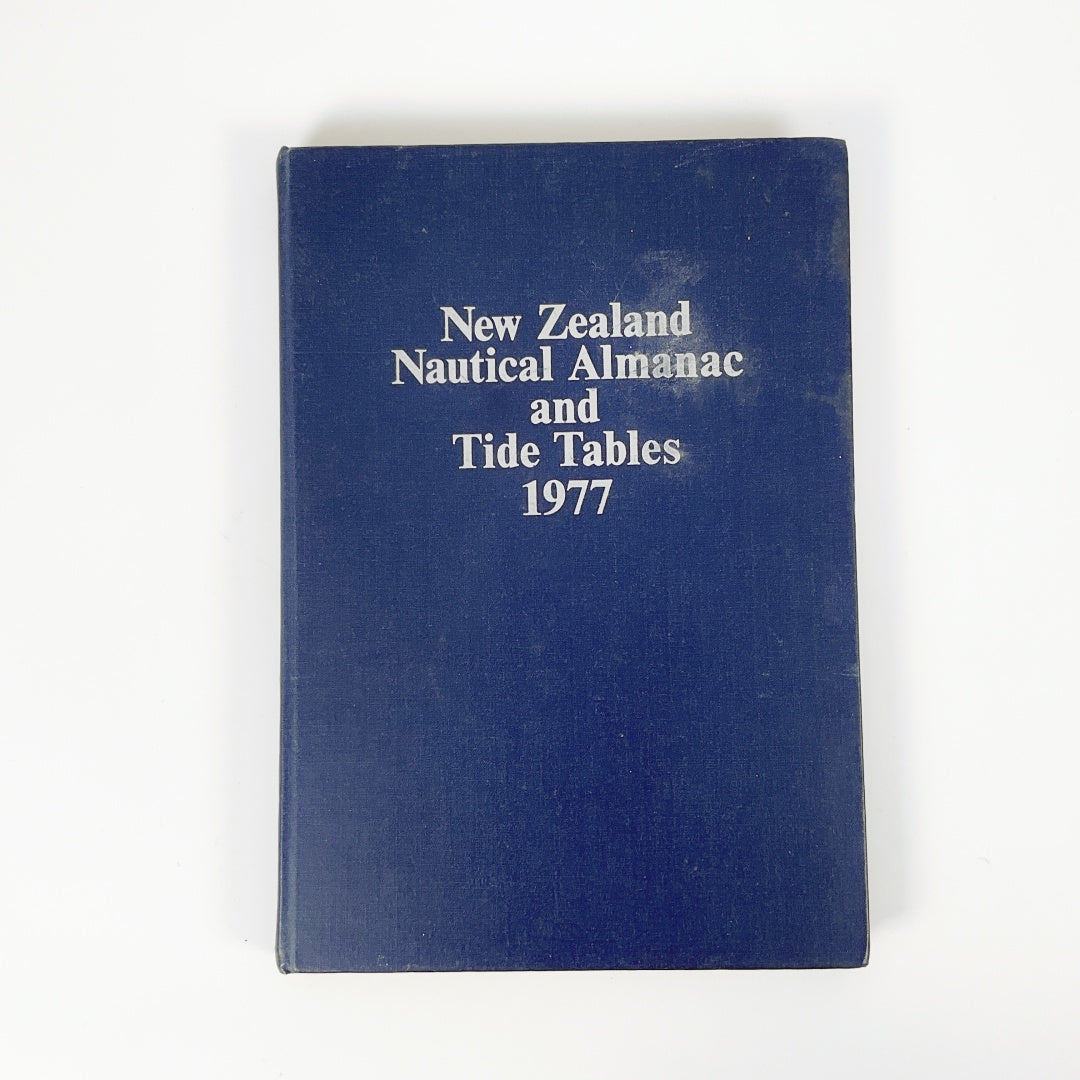 New Zealand
Nautical Almanac
and
Tide Tables
1977